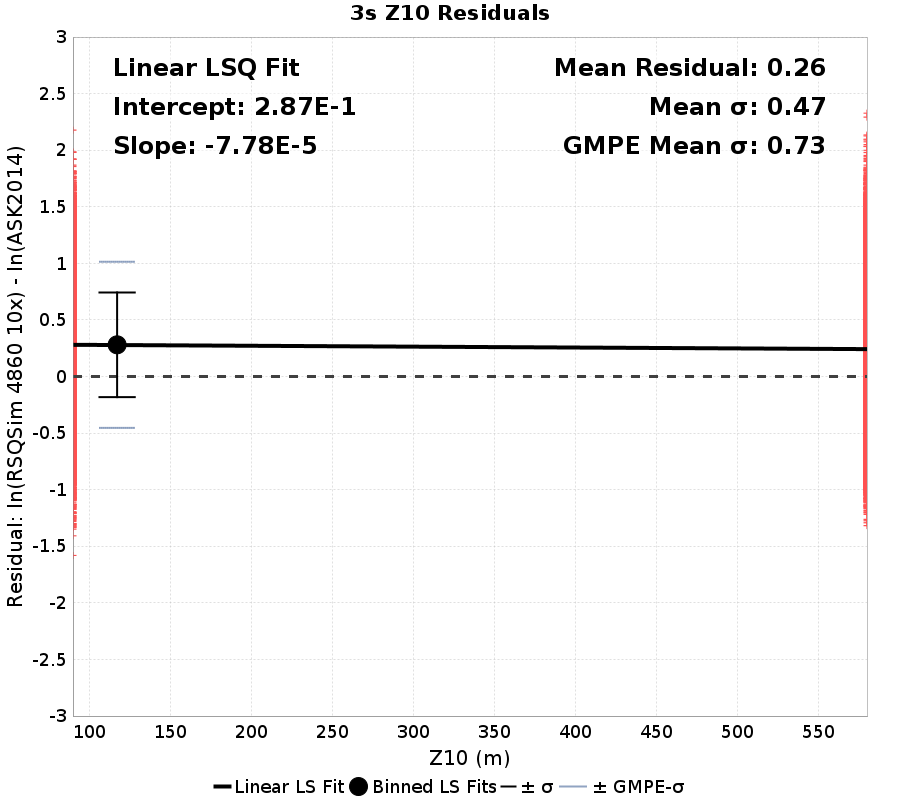 3s Z10 Residuals
Linear LSQ Fit
Intercept: 2.87E-1
Slope: -7.78E-5
Mean Residual: 0.26
Mean σ: 0.47
GMPE Mean σ: 0.73
Residual: ln(RSQSim 4860 10x) - ln(ASK2014)
3
2.5
2
1.5
1
0.5
0
-0.5
-1
-1.5
-2
-2.5
-3
100 150 200 250 300 350 400 450 500 550
Z10 (m)
Linear LS Fit Binned LS Fits ± σ ± GMPE-σ